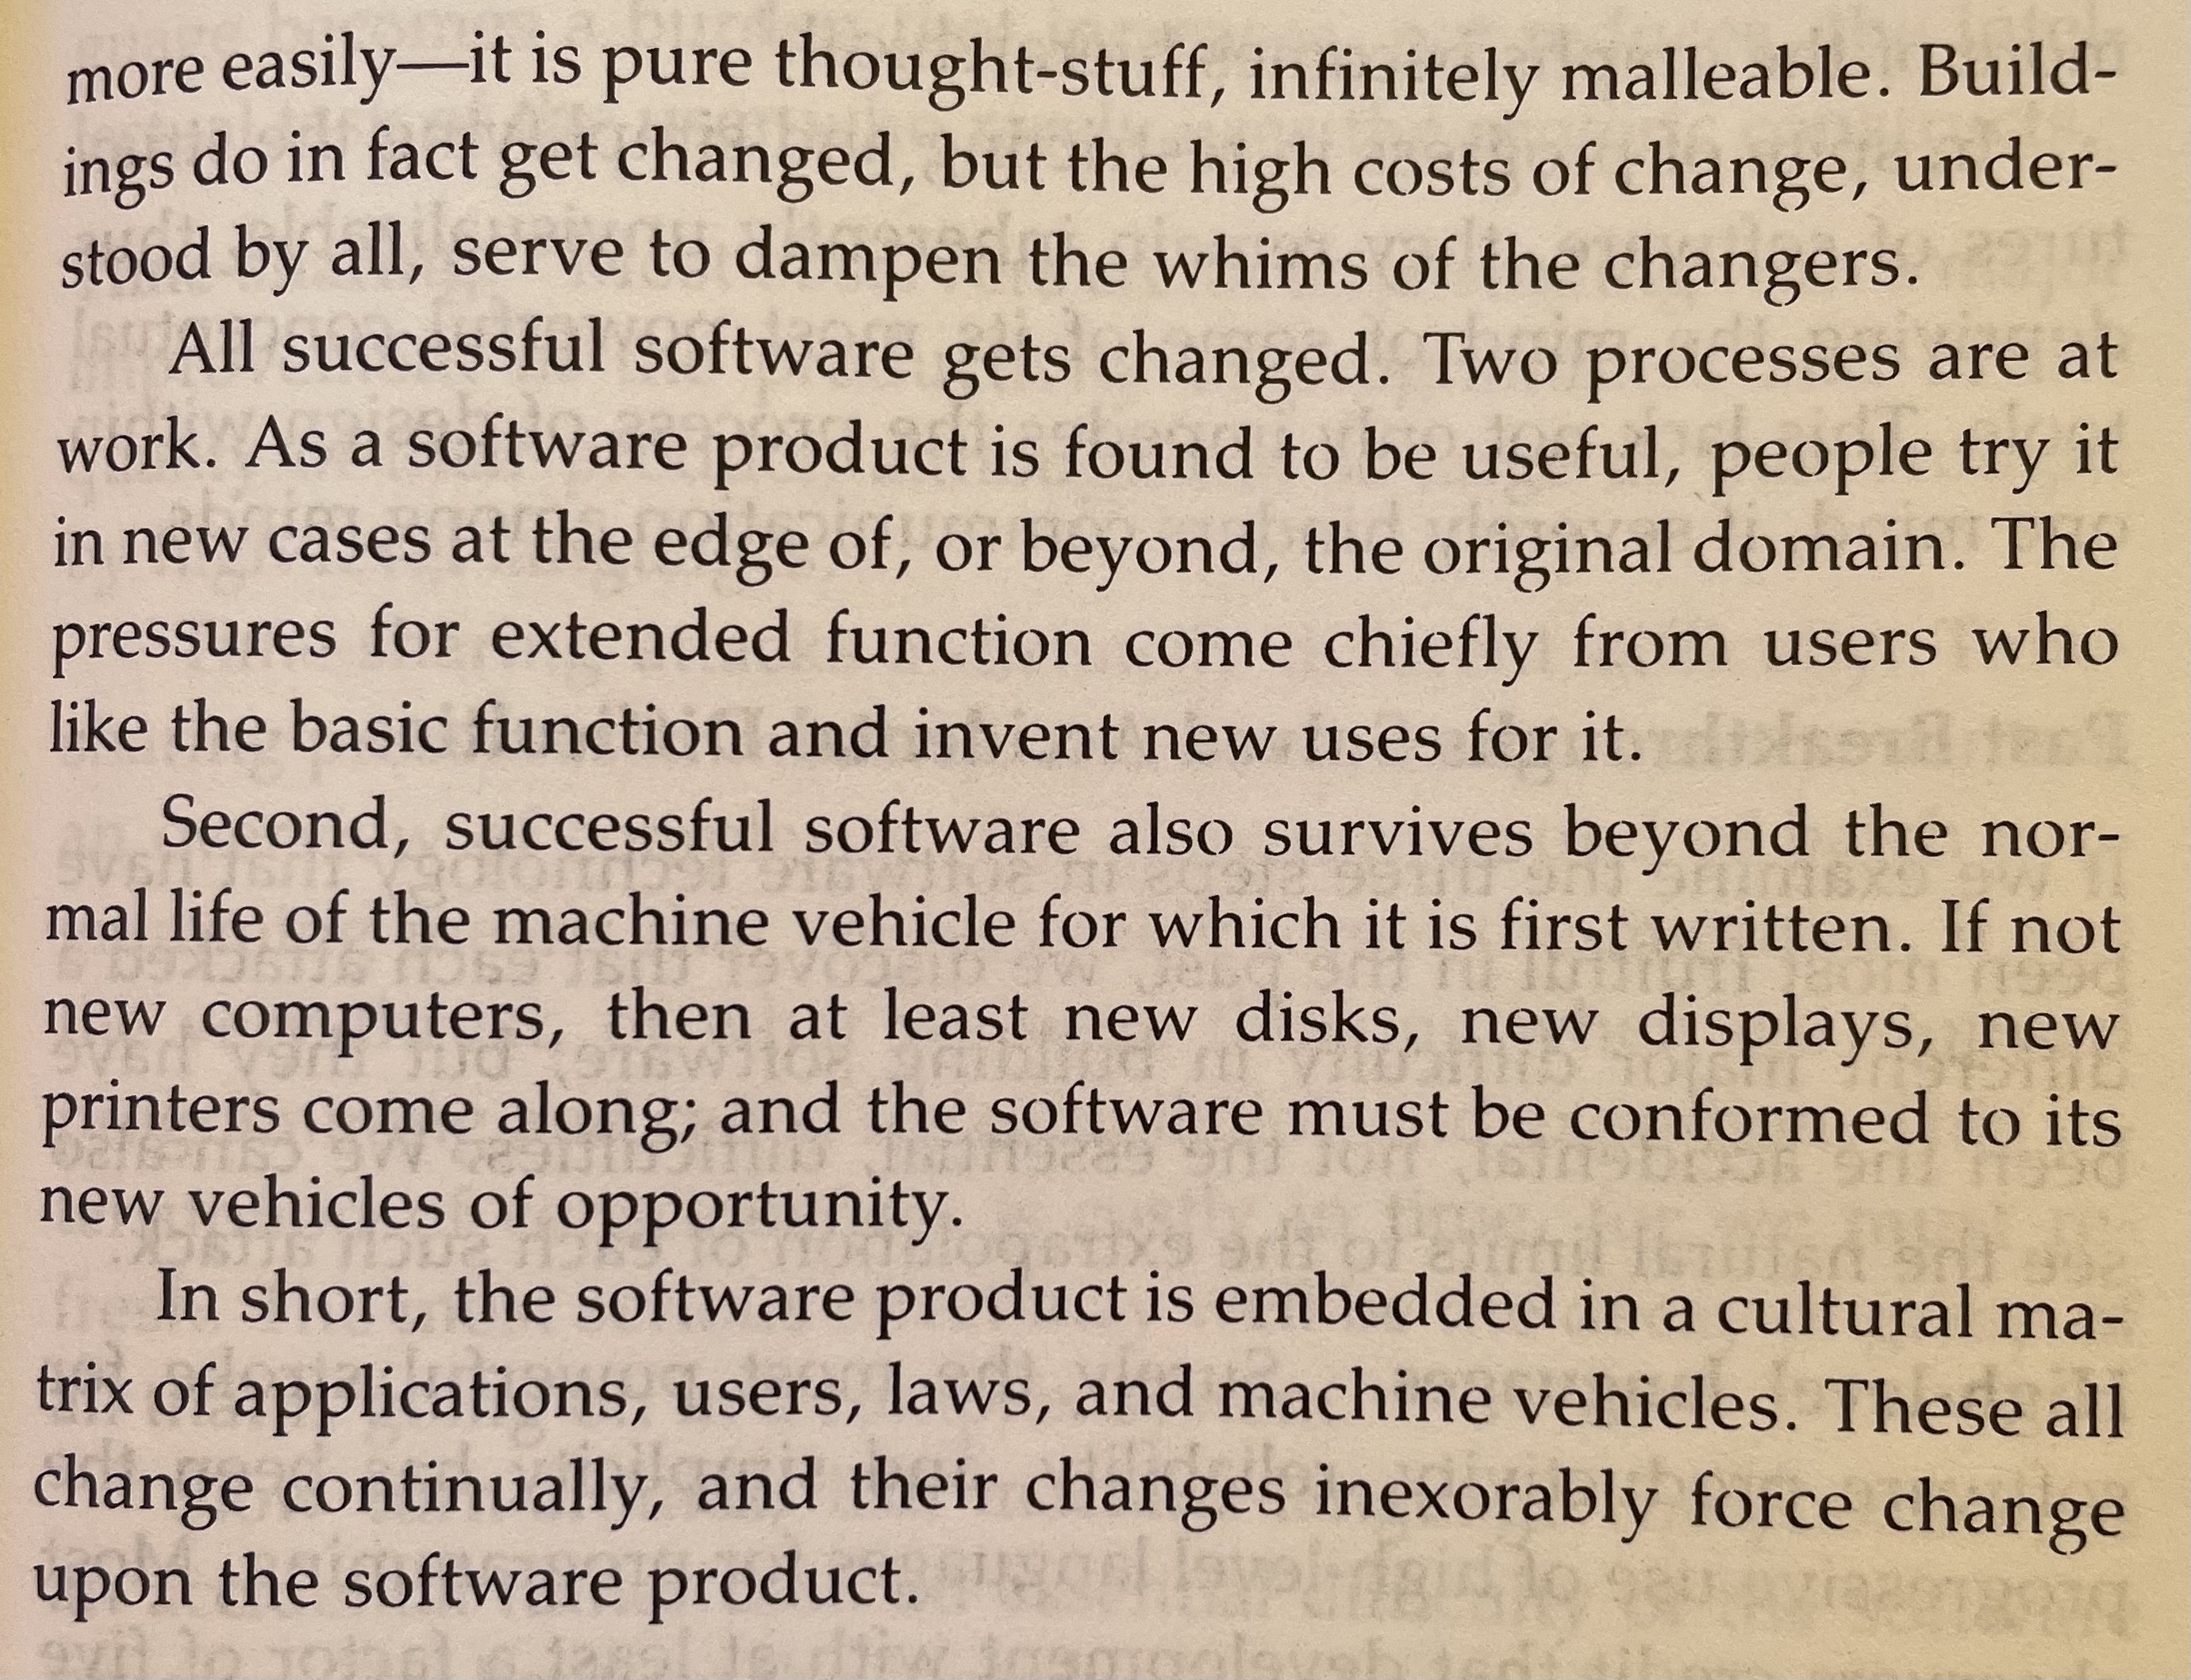 more easily—it is pure thought-stuff, infinitely malleable. Build-
ings do in fact get changed, but the high costs of change, under-
stood by all, serve to dampen the whims of the changers.
All successful software gets changed. Two processes are at
work. As a software product is found to be useful, people try it
in new cases at the edge of, or beyond, the original domain. The
pressures for extended function come chiefly from users who
like the basic function and invent new uses for it.
Second, successful software also survives beyond the nor-
mal life of the machine vehicle for which it is first written. If not
new computers, then at least new disks, new displays, new
printers come along; and the software must be conformed to its
new vehicles of opportunity.
In short, the software product is embedded in a cultural ma-
trix of applications, users, laws, and machine vehicles. These all
change continually, and their changes inexorably force change
upon the software product.